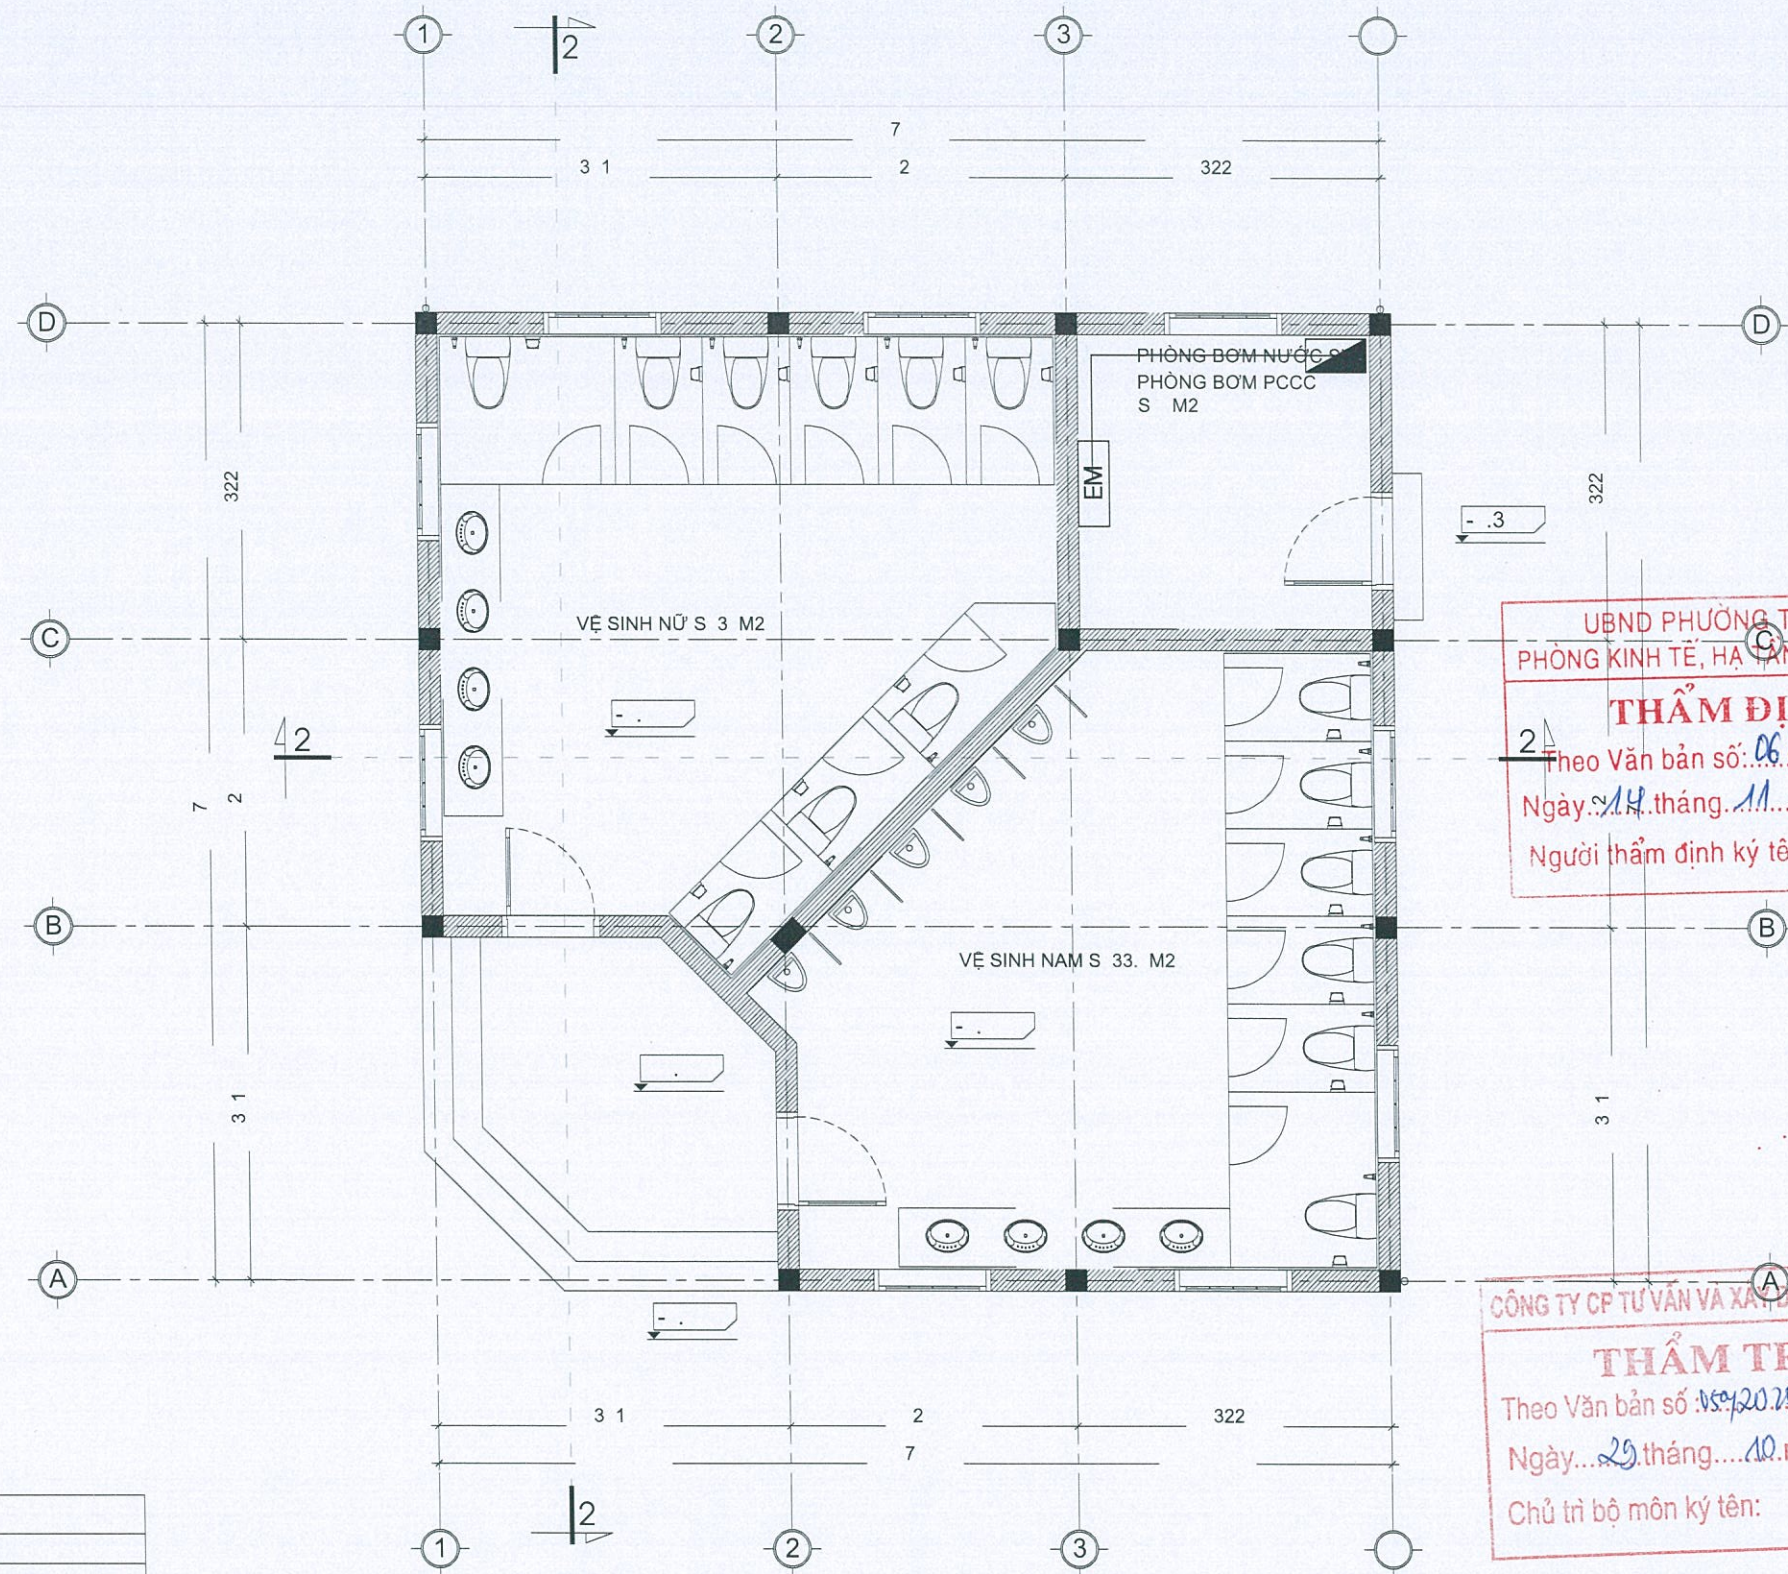 1
2
2
3
7
3 1
2
322
D
D
PHÒNG BƠM NƯỚC
PHÒNG BƠM PCCC
S M2
322
EM
322
- .3
VỆ SINH NỮ S 3 M2
C
C
UBND PHƯỜNG
PHÒNG KINH TẾ, HẠ
THẨM
Theo Văn bản số: 06
Ngày 14 tháng 11
Người thẩm định ký
- .
2
2
7
2
2
7
B
B
VỆ SINH NAM S 33. M2
- .
.
3 1
3 1
A
A
- .
CÔNG TY CP TƯ VẤN VÀ
THẨM
Theo Văn bản số :
Ngày 29 tháng 10
Chủ trì bộ môn ký tên:
3 1
2
322
7
2
1
2
3